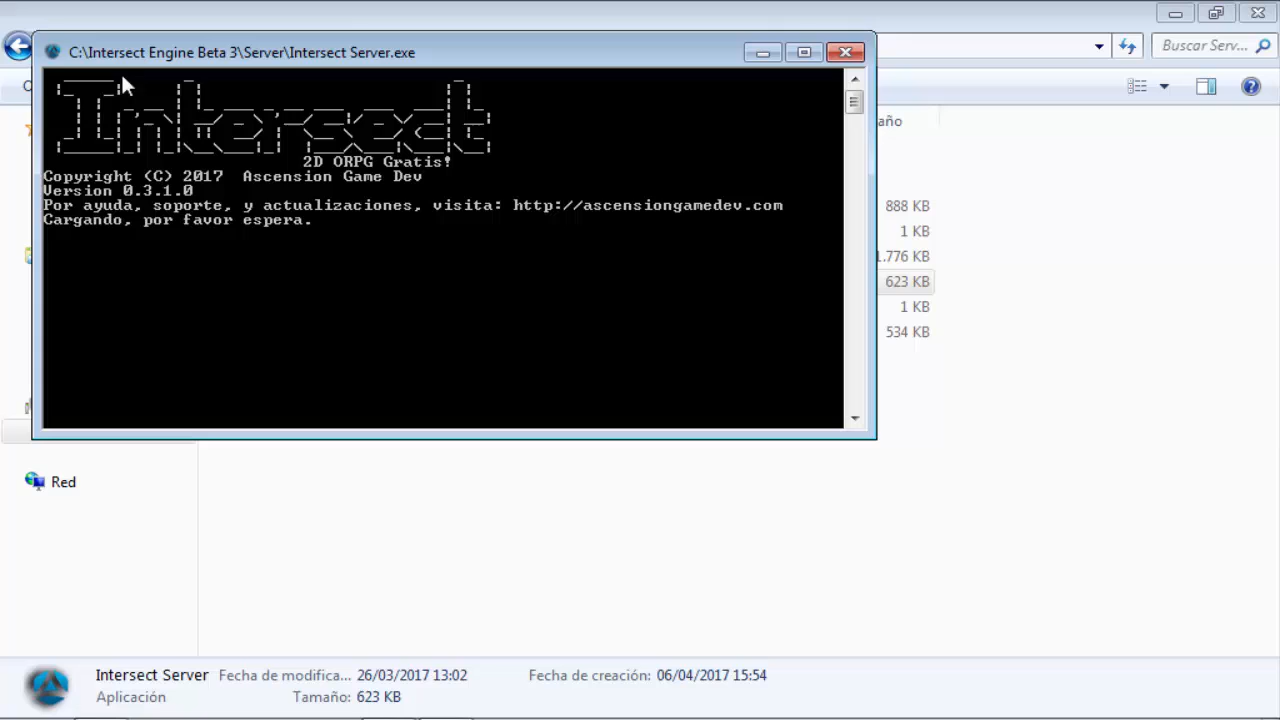 C:\Intersect Engine Beta 3\Server\Intersect Server.exe
Buscar Serv...
Intersect
2D ORPG Gratis!
Copyright (C) 2017 Ascension Game Dev
Version 0.3.1.0
Por ayuda, soporte, y actualizaciones, visita: http://ascensiongamedev.com
Cargando, por favor espera.
año
888 KB
1 KB
1.776 KB
623 KB
1 KB
534 KB
Red
Intersect Server Fecha de modifica... 26/03/2017 13:02 Fecha de creación: 06/04/2017 15:54
Aplicación Tamaño: 623 KB